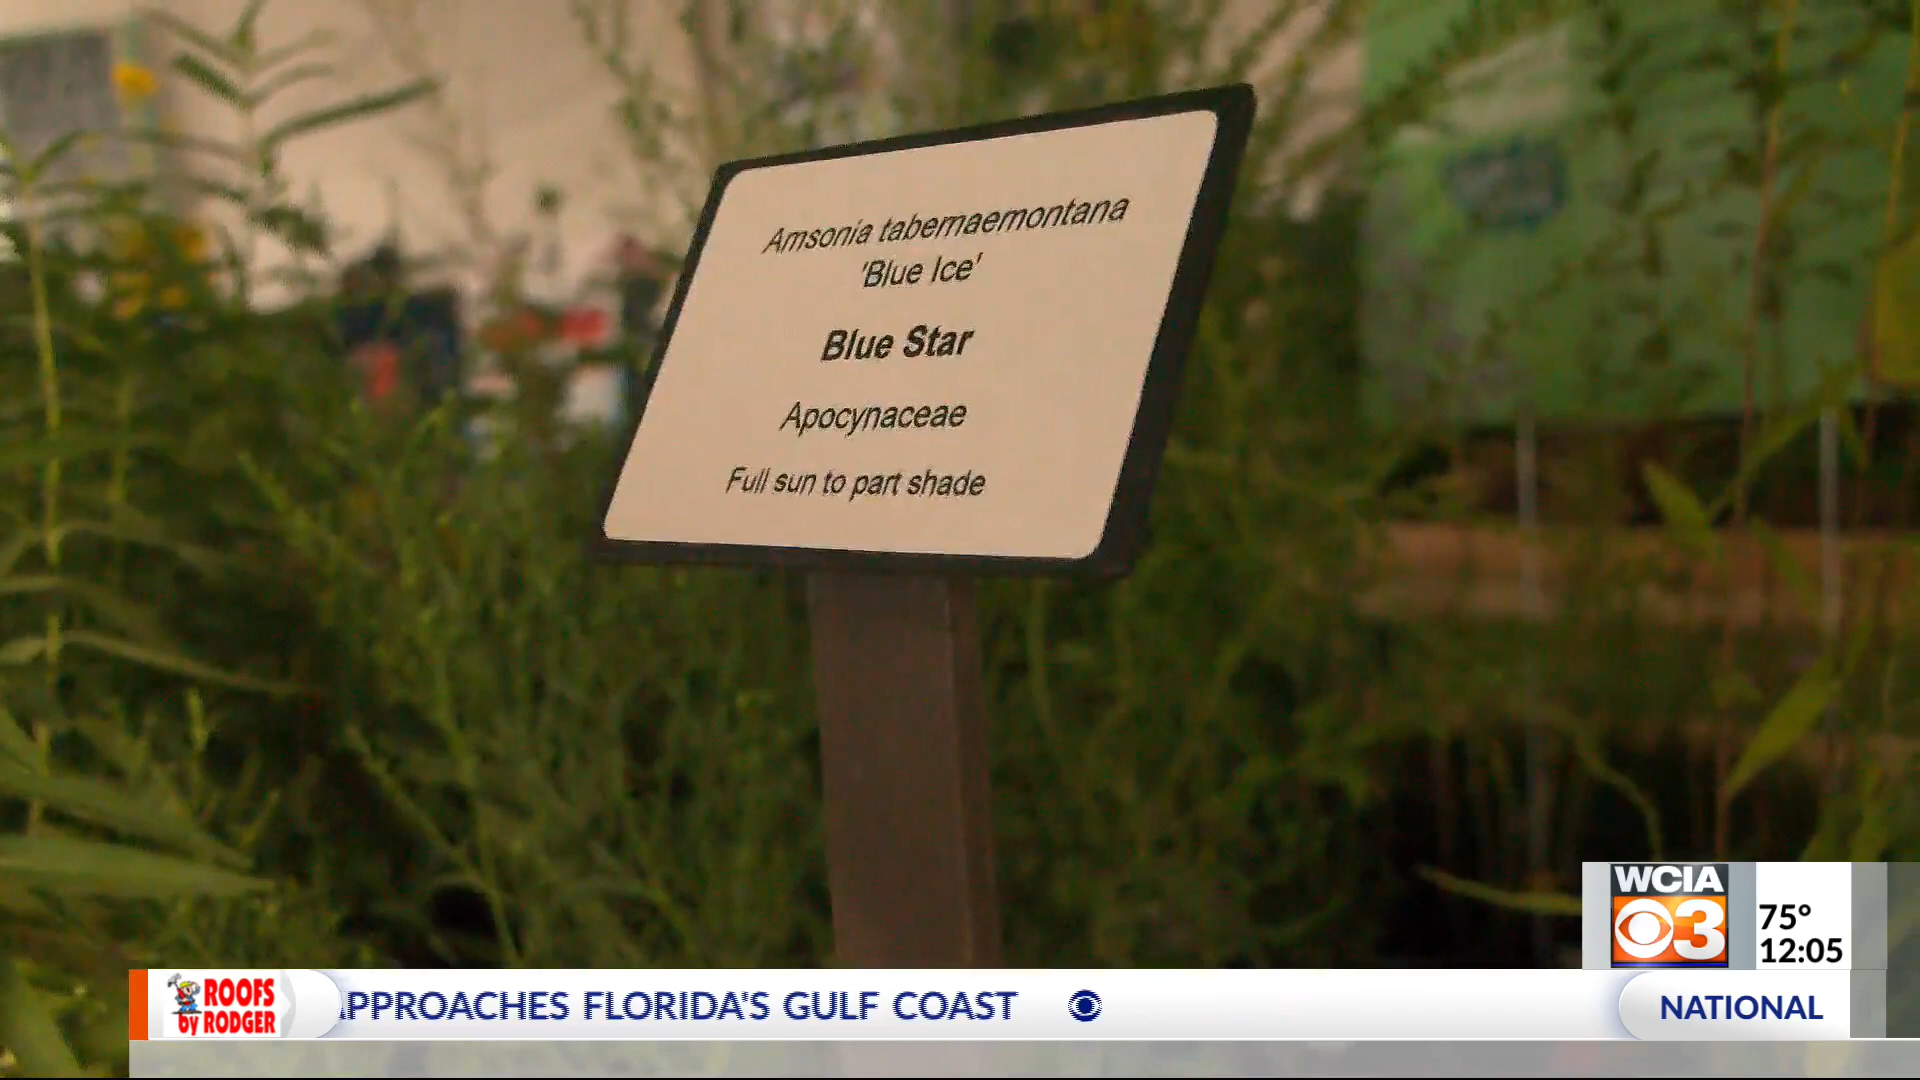 Amsonia tabernaemontana
'Blue Ice'
Blue Star
Apocynaceae
Full sun to part shade
WCIA
3
75°
12:05
ROOFS
by RODGER
PPROACHES FLORIDA'S GULF COAST
NATIONAL